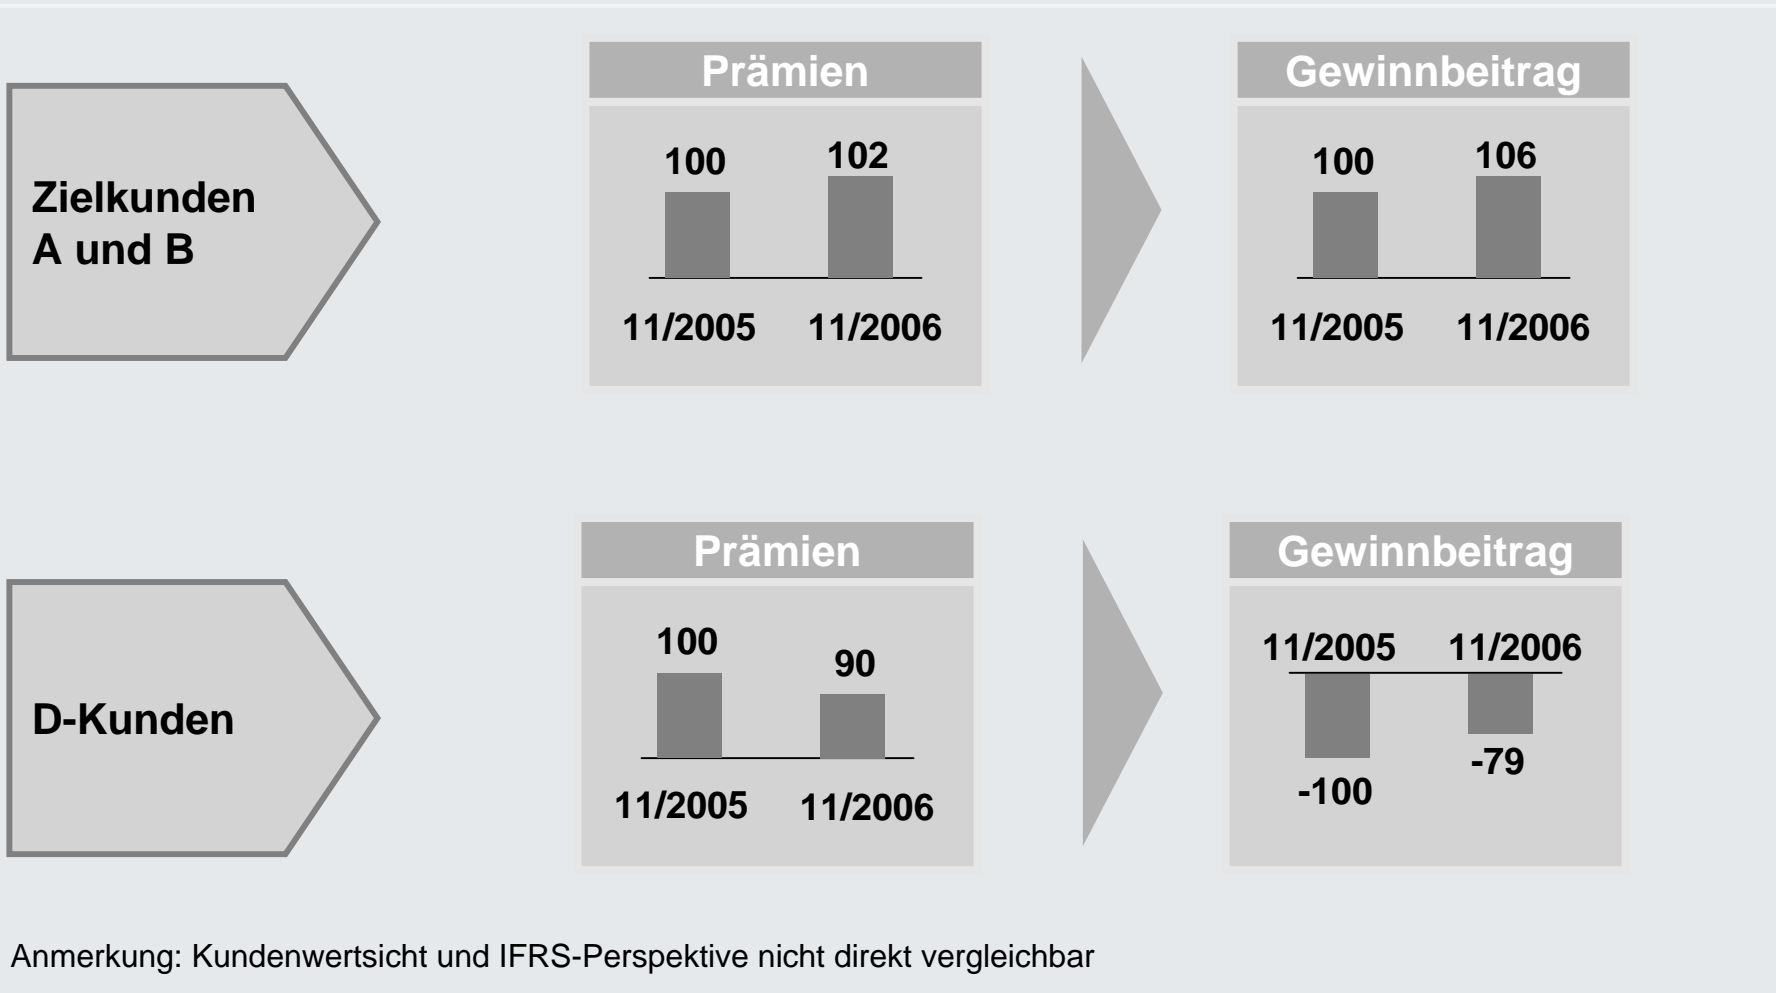 Zielkunden
A und B
Prämien
100 102
11/2005 11/2006
Gewinnbeitrag
100 106
11/2005 11/2006
D-Kunden
Prämien
100 90
11/2005 11/2006
Gewinnbeitrag
11/2005 11/2006
-100 -79
Anmerkung: Kundenwertsicht und IFRS-Perspektive nicht direkt vergleichbar